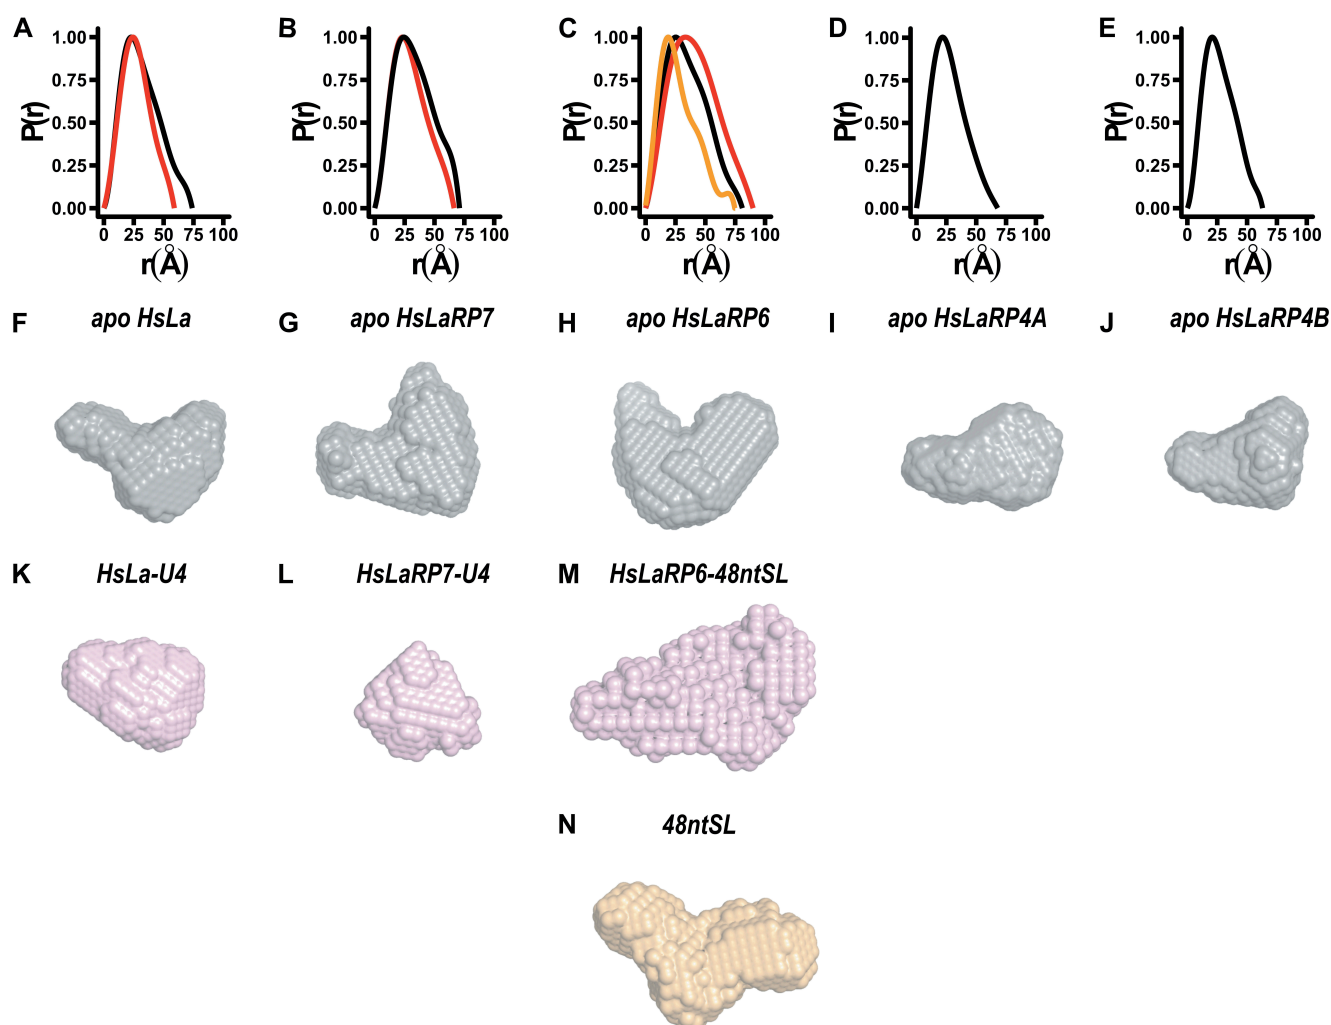 A
1.00
0.75
0.50
0.25
0.00
P(r)
0 25 50 75 100
r(Å)
B
1.00
0.75
0.50
0.25
0.00
P(r)
0 25 50 75 100
r(Å)
C
1.00
0.75
0.50
0.25
0.00
P(r)
0 25 50 75 100
r(Å)
D
1.00
0.75
0.50
0.25
0.00
P(r)
0 25 50 75 100
r(Å)
E
1.00
0.75
0.50
0.25
0.00
P(r)
0 25 50 75 100
r(Å)
F apo HsLa
G apo HsLaRP7
H apo HsLaRP6
I apo HsLaRP4A
J apo HsLaRP4B
K HsLa-U4
L HsLaRP7-U4
M HsLaRP6-48ntSL
N 48ntSL